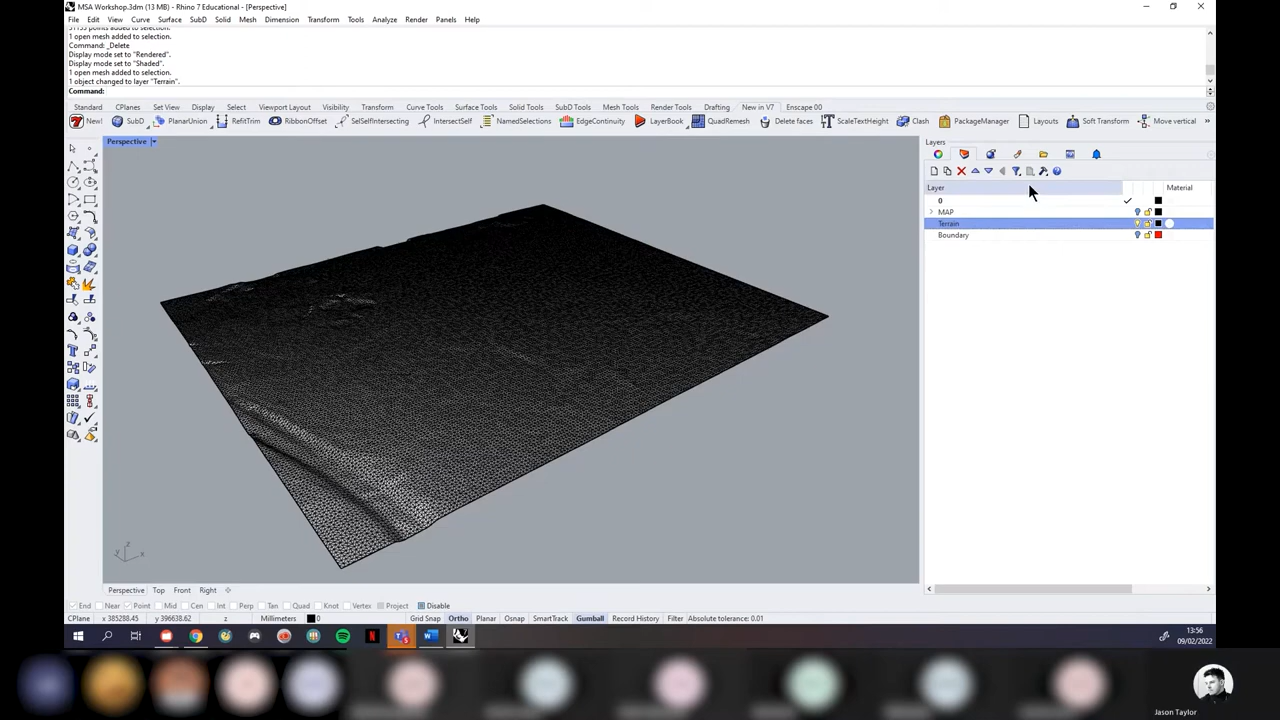 MSA Workshop.3dm (13 MB) - Rhino 7 Educational - [Perspective]
File Edit View Curve Surface SubD Solid Mesh Dimension Transform Tools Analyze Render Panels Help
1 open mesh added to selection.
Command: _Delete
Display mode set to "Rendered".
Display mode set to "Shaded".
1 open mesh added to selection.
1 object changed to layer "Terrain".
Command:
Standard CPlanes Set View Display Select Viewport Layout Visibility Transform Curve Tools Surface Tools Solid Tools SubD Tools Mesh Tools Render Tools Drafting New in V7 Enscape 00
New! SubD PlanarUnion RefitTrim RibbonOffset SelSelfIntersecting IntersectSelf NamedSelections EdgeContinuity LayerBook QuadRemesh Delete faces ScaleTextHeight Clash PackageManager Layouts Soft Transform Move vertical »
Perspective
Layers
Layer Material
0
MAP
Terrain
Boundary
z
y x
Perspective Top Front Right
End Near Point Mid Cen Int Perp Tan Quad Knot Vertex Project Disable
CPlane x 385288.45 y 396638.62 z Millimeters 0 Grid Snap Ortho Planar Osnap SmartTrack Gumball Record History Filter Absolute tolerance: 0.01
13:56
09/02/2022
Jason Taylor